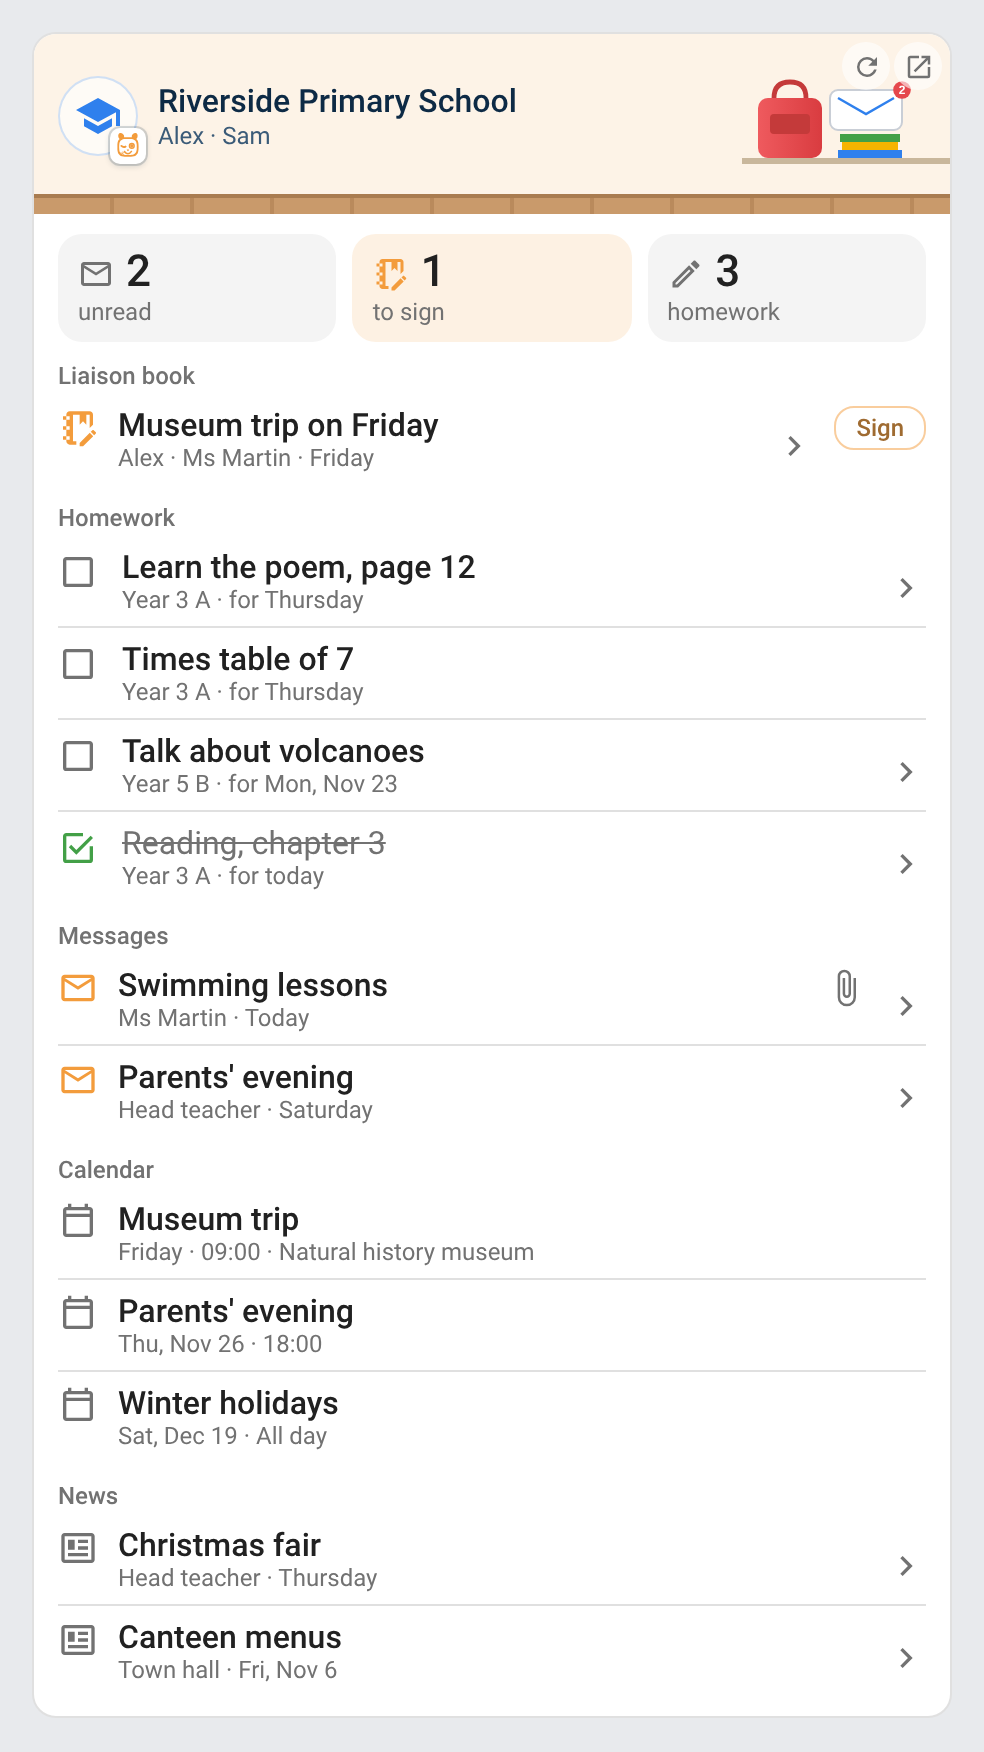 Riverside Primary School
Alex · Sam
2
2
unread
1
to sign
3
homework
Liaison book
Museum trip on Friday
Alex · Ms Martin · Friday
Sign
Homework
Learn the poem, page 12
Year 3 A · for Thursday
Times table of 7
Year 3 A · for Thursday
Talk about volcanoes
Year 5 B · for Mon, Nov 23
Reading, chapter 3
Year 3 A · for today
Messages
Swimming lessons
Ms Martin · Today
Parents' evening
Head teacher · Saturday
Calendar
Museum trip
Friday · 09:00 · Natural history museum
Parents' evening
Thu, Nov 26 · 18:00
Winter holidays
Sat, Dec 19 · All day
News
Christmas fair
Head teacher · Thursday
Canteen menus
Town hall · Fri, Nov 6